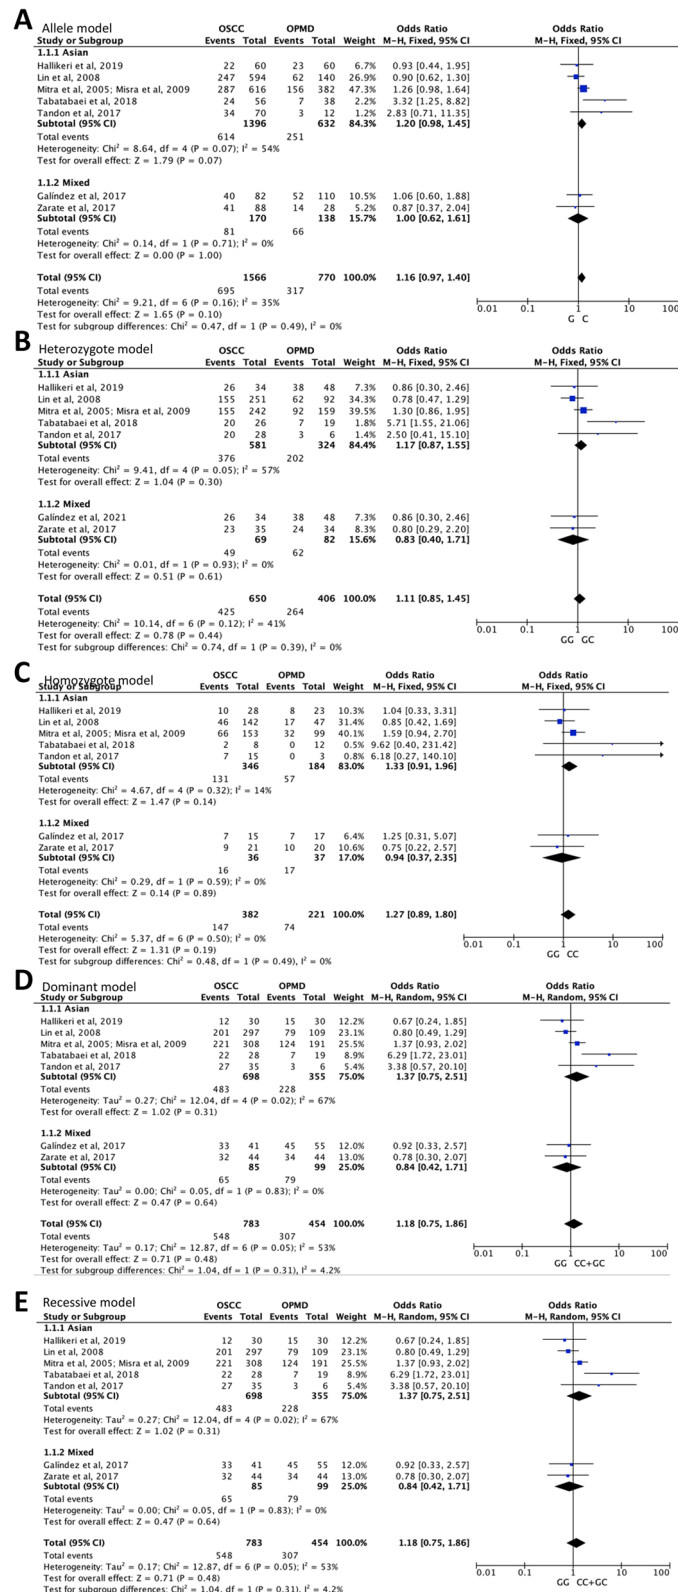 A Allele model
OSCC OPMD Odds Ratio Odds Ratio
Study or Subgroup Events Total Events Total Weight M-H, Fixed, 95% CI M-H, Fixed, 95% CI
1.1.1 Asian
Hallikeri et al, 2019 22 60 23 60 6.7% 0.93 [0.44, 1.95]
Lin et al, 2008 247 594 62 140 26.9% 0.90 [0.62, 1.30]
Mitra et al, 2005; Misra et al, 2009 287 616 156 382 47.3% 1.26 [0.98, 1.64]
Tabatabaei et al, 2018 24 56 7 38 2.2% 3.32 [1.25, 8.82]
Tandon et al, 2017 34 70 3 12 1.2% 2.83 [0.71, 11.35]
Subtotal (95% CI) 1396 632 84.3% 1.20 [0.98, 1.45]
Total events 614 251
Heterogeneity: Chi² = 8.64, df = 4 (P = 0.07); I² = 54%
Test for overall effect: Z = 1.79 (P = 0.07)
1.1.2 Mixed
Galíndez et al, 2017 40 82 52 110 10.5% 1.06 [0.60, 1.88]
Zarate et al, 2017 41 88 14 28 5.2% 0.87 [0.37, 2.04]
Subtotal (95% CI) 170 138 15.7% 1.00 [0.62, 1.61]
Total events 81 66
Heterogeneity: Chi² = 0.14, df = 1 (P = 0.71); I² = 0%
Test for overall effect: Z = 0.00 (P = 1.00)
Total (95% CI) 1566 770 100.0% 1.16 [0.97, 1.40]
Total events 695 317
Heterogeneity: Chi² = 9.21, df = 6 (P = 0.16); I² = 35%
Test for overall effect: Z = 1.65 (P = 0.10)
Test for subgroup differences: Chi² = 0.47, df = 1 (P = 0.49), I² = 0%
0.01 0.1 1 10 100
G C
B Heterozygote model
OSCC OPMD Odds Ratio Odds Ratio
Study or Subgroup Events Total Events Total Weight M-H, Fixed, 95% CI M-H, Fixed, 95% CI
1.1.1 Asian
Hallikeri et al, 2019 26 34 38 48 7.3% 0.86 [0.30, 2.46]
Lin et al, 2008 155 251 62 92 34.3% 0.78 [0.47, 1.29]
Mitra et al, 2005; Misra et al, 2009 155 242 92 159 39.5% 1.30 [0.86, 1.95]
Tabatabaei et al, 2018 20 26 7 19 1.8% 5.71 [1.55, 21.06]
Tandon et al, 2017 20 28 3 6 1.4% 2.50 [0.41, 15.10]
Subtotal (95% CI) 581 324 84.4% 1.17 [0.87, 1.55]
Total events 376 202
Heterogeneity: Chi² = 9.41, df = 4 (P = 0.05); I² = 57%
Test for overall effect: Z = 1.04 (P = 0.30)
1.1.2 Mixed
Galíndez et al, 2021 26 34 38 48 7.3% 0.86 [0.30, 2.46]
Zarate et al, 2017 23 35 24 34 8.3% 0.80 [0.29, 2.20]
Subtotal (95% CI) 69 82 15.6% 0.83 [0.40, 1.71]
Total events 49 62
Heterogeneity: Chi² = 0.01, df = 1 (P = 0.93); I² = 0%
Test for overall effect: Z = 0.51 (P = 0.61)
Total (95% CI) 650 406 100.0% 1.11 [0.85, 1.45]
Total events 425 264
Heterogeneity: Chi² = 10.14, df = 6 (P = 0.12); I² = 41%
Test for overall effect: Z = 0.78 (P = 0.44)
Test for subgroup differences: Chi² = 0.74, df = 1 (P = 0.39), I² = 0%
0.01 0.1 1 10 100
GG GC
C Homozygote model
OSCC OPMD Odds Ratio Odds Ratio
Study or Subgroup Events Total Events Total Weight M-H, Fixed, 95% CI M-H, Fixed, 95% CI
1.1.1 Asian
Hallikeri et al, 2019 10 28 8 23 10.3% 1.04 [0.33, 3.31]
Lin et al, 2008 46 142 17 47 31.4% 0.85 [0.42, 1.69]
Mitra et al, 2005; Misra et al, 2009 66 153 32 99 40.1% 1.59 [0.94, 2.70]
Tabatabaei et al, 2018 2 8 0 12 0.5% 9.62 [0.40, 231.42]
Tandon et al, 2017 7 15 0 3 0.8% 6.18 [0.27, 140.10]
Subtotal (95% CI) 346 184 83.0% 1.33 [0.91, 1.96]
Total events 131 57
Heterogeneity: Chi² = 4.67, df = 4 (P = 0.32); I² = 14%
Test for overall effect: Z = 1.47 (P = 0.14)
1.1.2 Mixed
Galíndez et al, 2017 7 15 7 17 6.4% 1.25 [0.31, 5.07]
Zarate et al, 2017 9 21 10 20 10.6% 0.75 [0.22, 2.57]
Subtotal (95% CI) 36 37 17.0% 0.94 [0.37, 2.35]
Total events 16 17
Heterogeneity: Chi² = 0.29, df = 1 (P = 0.59); I² = 0%
Test for overall effect: Z = 0.14 (P = 0.89)
Total (95% CI) 382 221 100.0% 1.27 [0.89, 1.80]
Total events 147 74
Heterogeneity: Chi² = 5.37, df = 6 (P = 0.50); I² = 0%
Test for overall effect: Z = 1.31 (P = 0.19)
Test for subgroup differences: Chi² = 0.48, df = 1 (P = 0.49), I² = 0%
0.01 0.1 1 10 100
GG CC
D Dominant model
OSCC OPMD Odds Ratio Odds Ratio
Study or Subgroup Events Total Events Total Weight M-H, Random, 95% CI M-H, Random, 95% CI
1.1.1 Asian
Hallikeri et al, 2019 12 30 15 30 12.2% 0.67 [0.24, 1.85]
Lin et al, 2008 201 297 79 109 23.1% 0.80 [0.49, 1.29]
Mitra et al, 2005; Misra et al, 2009 221 308 124 191 25.6% 1.37 [0.93, 2.02]
Tabatabaei et al, 2018 22 28 7 19 8.9% 6.29 [1.72, 23.01]
Tandon et al, 2017 27 35 3 6 5.4% 3.38 [0.57, 20.10]
Subtotal (95% CI) 698 355 75.0% 1.37 [0.75, 2.51]
Total events 483 228
Heterogeneity: Tau² = 0.27; Chi² = 12.04, df = 4 (P = 0.02); I² = 67%
Test for overall effect: Z = 1.02 (P = 0.31)
1.1.2 Mixed
Galíndez et al, 2017 33 41 45 55 12.0% 0.92 [0.33, 2.57]
Zarate et al, 2017 32 44 34 44 13.0% 0.78 [0.30, 2.07]
Subtotal (95% CI) 85 99 25.0% 0.84 [0.42, 1.71]
Total events 65 79
Heterogeneity: Tau² = 0.00; Chi² = 0.05, df = 1 (P = 0.83); I² = 0%
Test for overall effect: Z = 0.47 (P = 0.64)
Total (95% CI) 783 454 100.0% 1.18 [0.75, 1.86]
Total events 548 307
Heterogeneity: Tau² = 0.17; Chi² = 12.87, df = 6 (P = 0.05); I² = 53%
Test for overall effect: Z = 0.71 (P = 0.48)
Test for subgroup differences: Chi² = 1.04, df = 1 (P = 0.31), I² = 4.2%
0.01 0.1 1 10 100
GG CC+GC
E Recessive model
OSCC OPMD Odds Ratio Odds Ratio
Study or Subgroup Events Total Events Total Weight M-H, Random, 95% CI M-H, Random, 95% CI
1.1.1 Asian
Hallikeri et al, 2019 12 30 15 30 12.2% 0.67 [0.24, 1.85]
Lin et al, 2008 201 297 79 109 23.1% 0.80 [0.49, 1.29]
Mitra et al, 2005; Misra et al, 2009 221 308 124 191 25.6% 1.37 [0.93, 2.02]
Tabatabaei et al, 2018 22 28 7 19 8.9% 6.29 [1.72, 23.01]
Tandon et al, 2017 27 35 3 6 5.4% 3.38 [0.57, 20.10]
Subtotal (95% CI) 698 355 75.0% 1.37 [0.75, 2.51]
Total events 483 228
Heterogeneity: Tau² = 0.27; Chi² = 12.04, df = 4 (P = 0.02); I² = 67%
Test for overall effect: Z = 1.02 (P = 0.31)
1.1.2 Mixed
Galíndez et al, 2017 33 41 45 55 12.0% 0.92 [0.33, 2.57]
Zarate et al, 2017 32 44 34 44 13.0% 0.78 [0.30, 2.07]
Subtotal (95% CI) 85 99 25.0% 0.84 [0.42, 1.71]
Total events 65 79
Heterogeneity: Tau² = 0.00; Chi² = 0.05, df = 1 (P = 0.83); I² = 0%
Test for overall effect: Z = 0.47 (P = 0.64)
Total (95% CI) 783 454 100.0% 1.18 [0.75, 1.86]
Total events 548 307
Heterogeneity: Tau² = 0.17; Chi² = 12.87, df = 6 (P = 0.05); I² = 53%
Test for overall effect: Z = 0.71 (P = 0.48)
Test for subgroup differences: Chi² = 1.04, df = 1 (P = 0.31), I² = 4.2%
0.01 0.1 1 10 100
GG CC+GC